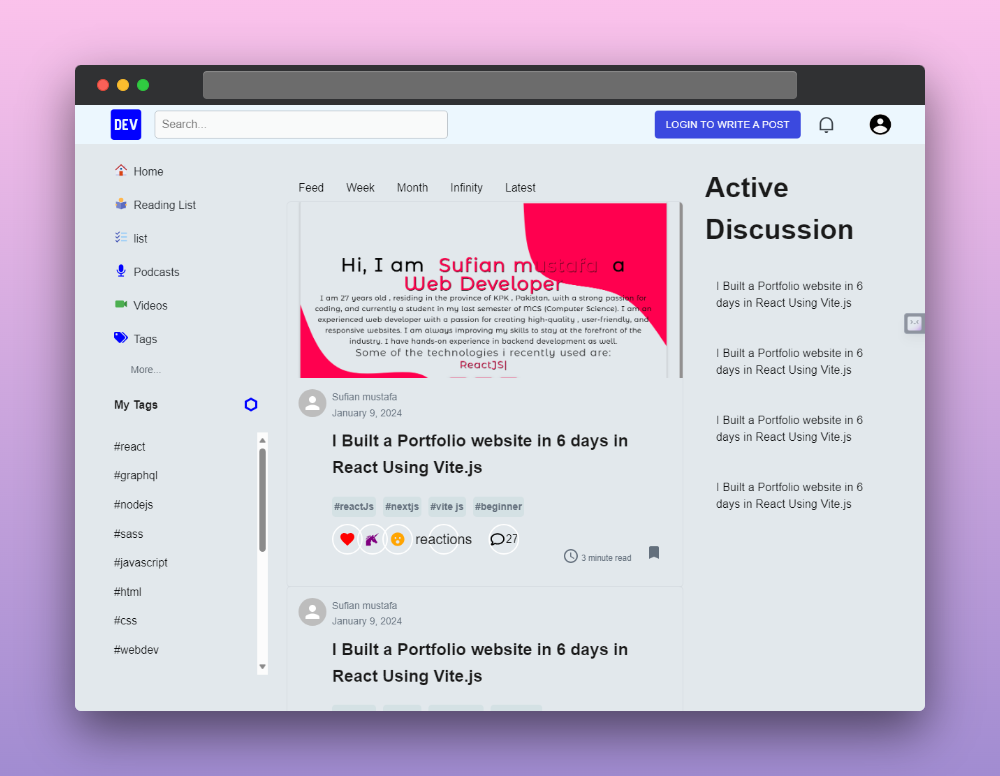 DEV
Search...
LOGIN TO WRITE A POST
Home
Reading List
list
Podcasts
Videos
Tags
More...
My Tags
#react
#graphql
#nodejs
#sass
#javascript
#html
#css
#webdev
Feed Week Month Infinity Latest
Hi, I am Sufian mustafa a
Web Developer
I am 27 years old , residing in the province of KPK , Pakistan, with a strong passion for
coding, and currently a student in my last semester of MCS (Computer Science). I am an
experienced web developer with a passion for creating high-quality , user-friendly, and
responsive websites. I am always improving my skills to stay at the forefront of the
industry. I have hands-on experience in backend development as well.
Some of the technologies i recently used are:
ReactJS|
Sufian mustafa
January 9, 2024
I Built a Portfolio website in 6 days in
React Using Vite.js
#reactJs #nextjs #vite js #beginner
reactions 27
3 minute read
Sufian mustafa
January 9, 2024
I Built a Portfolio website in 6 days in
React Using Vite.js
Active
Discussion
I Built a Portfolio website in 6
days in React Using Vite.js
I Built a Portfolio website in 6
days in React Using Vite.js
I Built a Portfolio website in 6
days in React Using Vite.js
I Built a Portfolio website in 6
days in React Using Vite.js